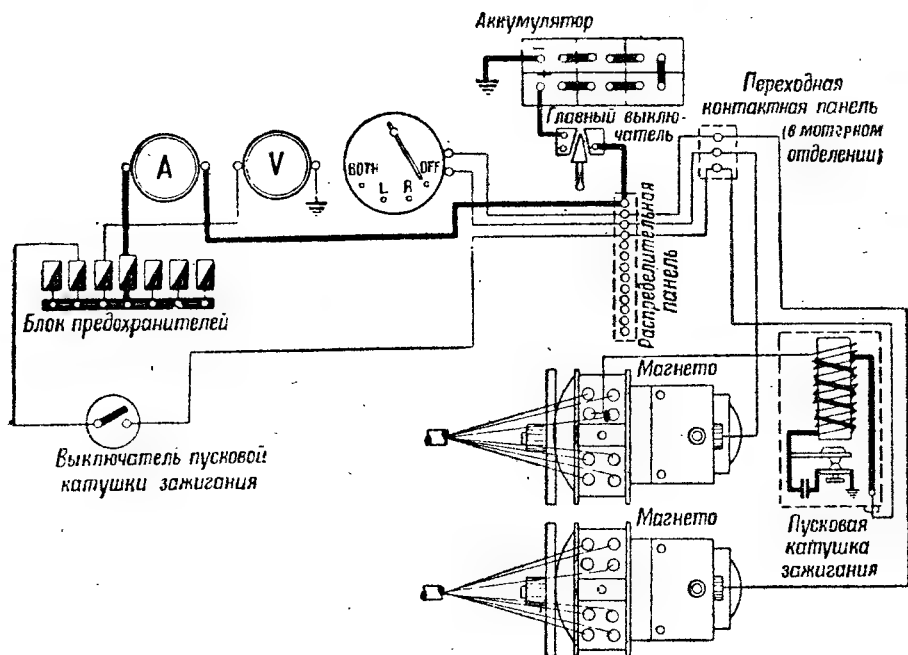 Аккумулятор
Главный выклю-
чатель
Переходная
контактная панель
(в моторном
отделении)
A
V
BOTH
L
R
OFF
Распределительная
панель
Блок предохранителей
Выключатель пусковой
катушки зажигания
Магнето
Магнето
Пусковая
катушка
зажигания